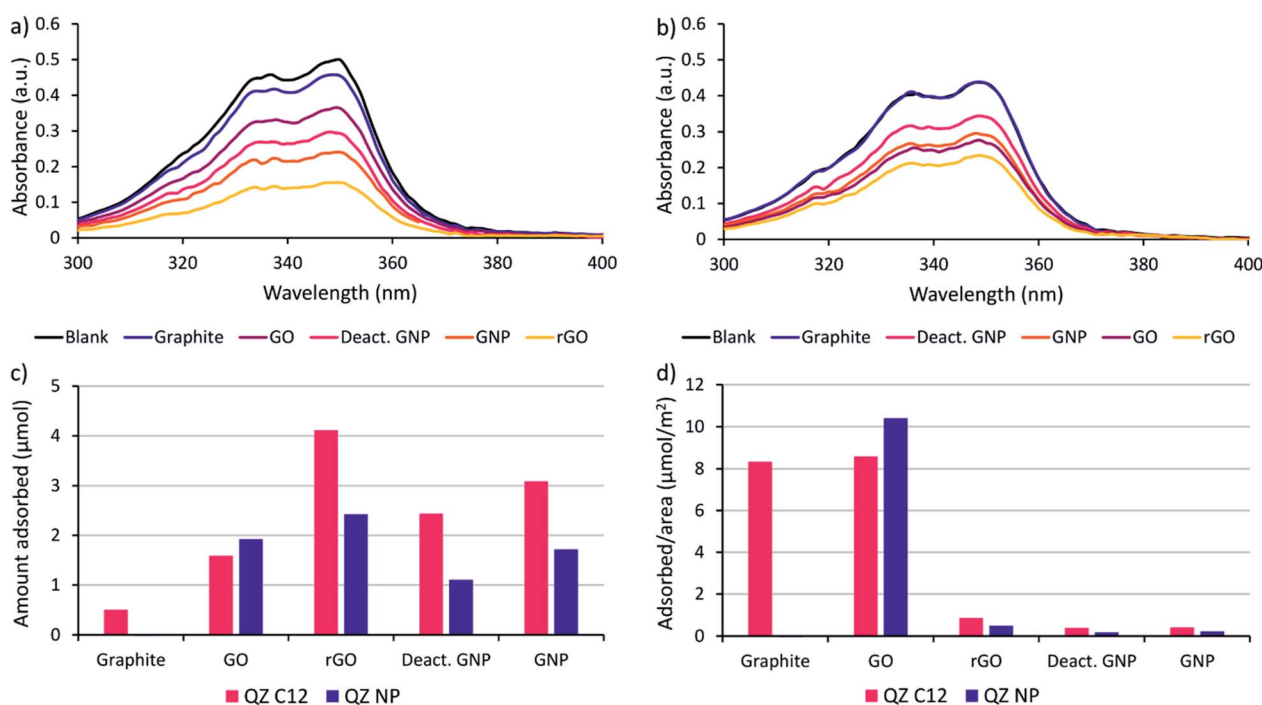 a)
0.6
0.5
0.4
0.3
0.2
0.1
0
Absorbance (a.u.)
300 320 340 360 380 400
Wavelength (nm)
Blank Graphite GO Deact. GNP GNP rGO
b)
0.6
0.5
0.4
0.3
0.2
0.1
0
Absorbance (a.u.)
300 320 340 360 380 400
Wavelength (nm)
Blank Graphite Deact. GNP GNP GO rGO
c)
5
4
3
2
1
0
Amount adsorbed (µmol)
Graphite GO rGO Deact. GNP GNP
QZ C12 QZ NP
d)
12
10
8
6
4
2
0
Adsorbed/area (µmol/m²)
Graphite GO rGO Deact. GNP GNP
QZ C12 QZ NP